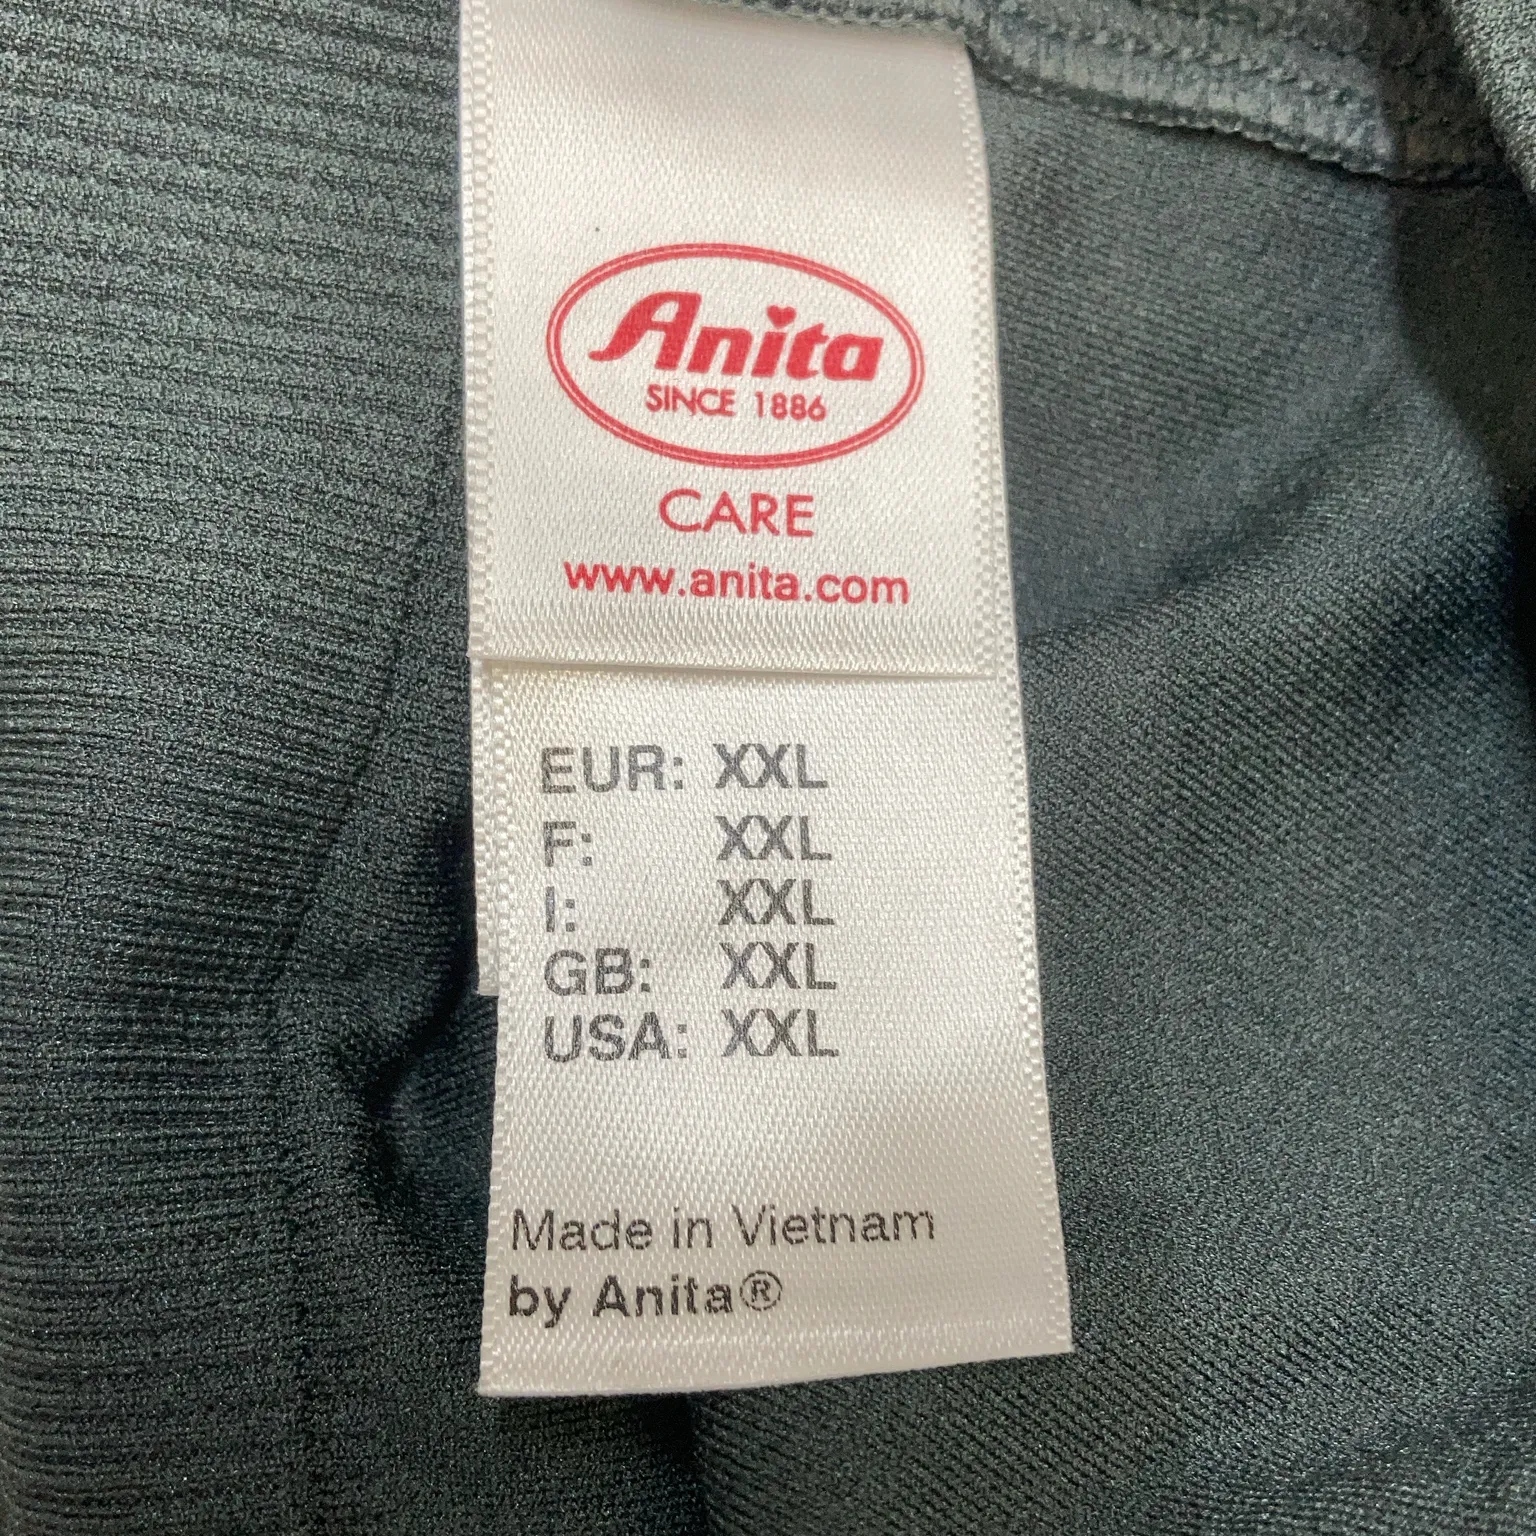 Anita
SINCE 1886
CARE
www.anita.com
EUR: XXL
F: XXL
I: XXL
GB: XXL
USA: XXL
Made in Vietnam
by Anita®